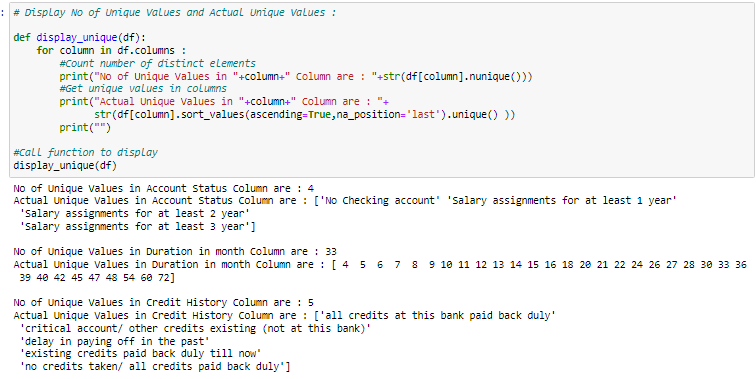 : # Display No of Unique Values and Actual Unique Values :
def display_unique(df):
for column in df.columns :
#Count number of distinct elements
print("No of Unique Values in "+column+" Column are : "+str(df[column].nunique()))
#Get unique values in columns
print("Actual Unique Values in "+column+" Column are : "+
str(df[column].sort_values(ascending=True,na_position='last').unique() ))
print("")
#Call function to display
display_unique(df)
No of Unique Values in Account Status Column are : 4
Actual Unique Values in Account Status Column are : ['No Checking account' 'Salary assignments for at least 1 year'
'Salary assignments for at least 2 year'
'Salary assignments for at least 3 year']
No of Unique Values in Duration in month Column are : 33
Actual Unique Values in Duration in month Column are : [ 4  5  6  7  8  9 10 11 12 13 14 15 16 18 20 21 22 24 26 27 28 30 33 36
39 40 42 45 47 48 54 60 72]
No of Unique Values in Credit History Column are : 5
Actual Unique Values in Credit History Column are : ['all credits at this bank paid back duly'
'critical account/ other credits existing (not at this bank)'
'delay in paying off in the past'
'existing credits paid back duly till now'
'no credits taken/ all credits paid back duly']